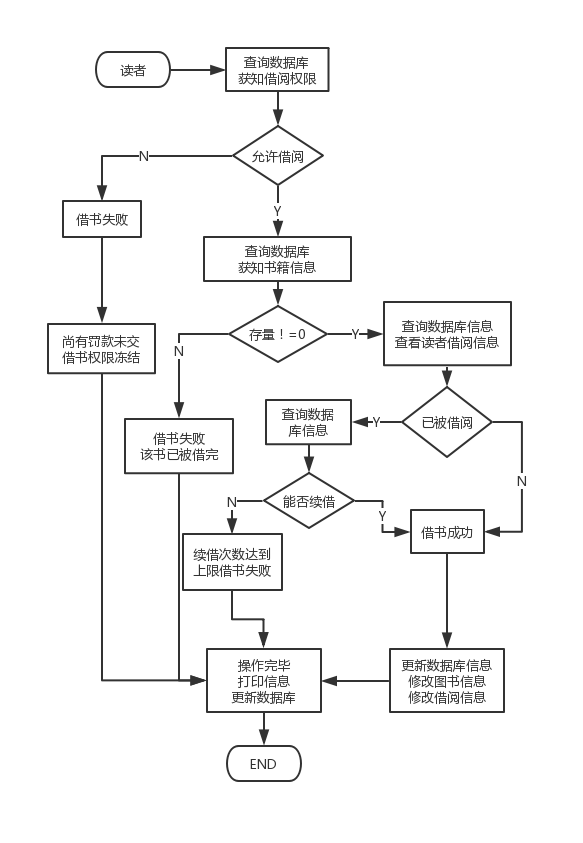 读者
查询数据库
获知借阅权限
允许借阅
N
Y
借书失败
查询数据库
获知书籍信息
尚有罚款未交
借书权限冻结
存量！=0
N
Y
查询数据库信息
查看读者借阅信息
借书失败
该书已被借完
查询数据
库信息
Y
已被借阅
N
能否续借
N
Y
续借次数达到
上限借书失败
借书成功
操作完毕
打印信息
更新数据库
更新数据库信息
修改图书信息
修改借阅信息
END